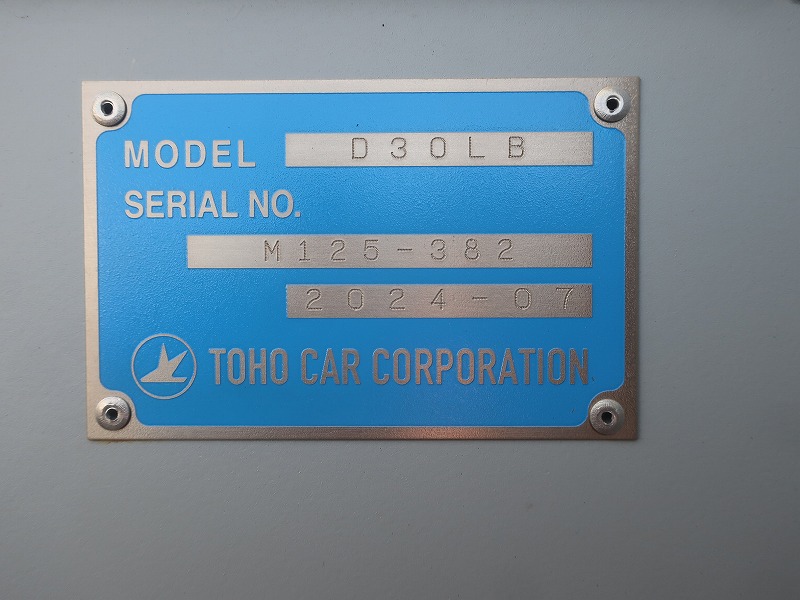 MODEL D30LB
SERIAL NO.
M125-382
2024-07
TOHO CAR CORPORATION